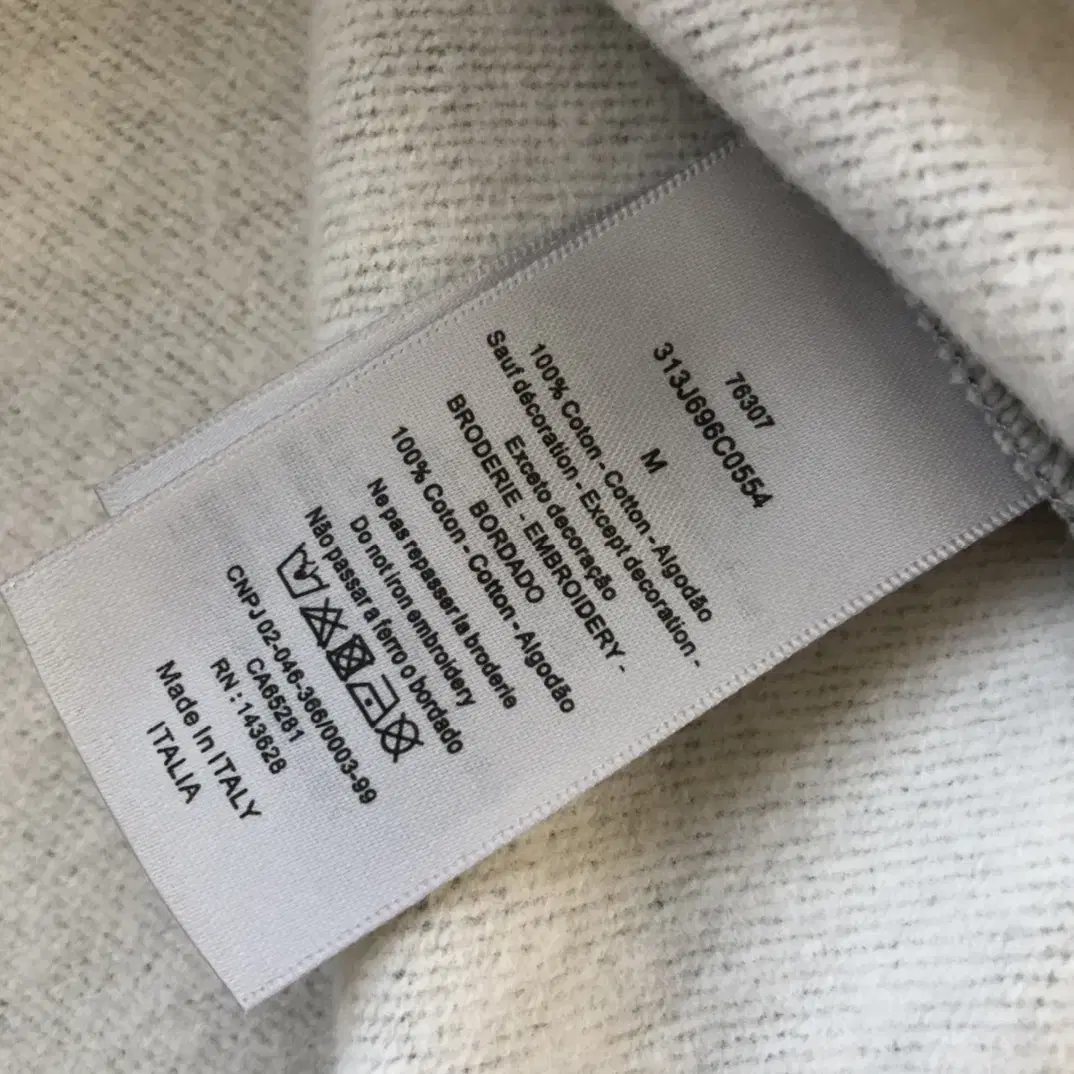 76307
313J696C0554
M
100% Coton - Cotton - Algodão
Sauf décoration - Except decoration -
Exceto decoração
BRODERIE - EMBROIDERY -
BORDADO
100% Coton - Cotton - Algodão
Ne pas repasser la broderie
Do not iron embroidery
Não passar a ferro o bordado
CNPJ 02-046-366/0003-99
CA65281
RN : 143628
Made In ITALY
ITALIA